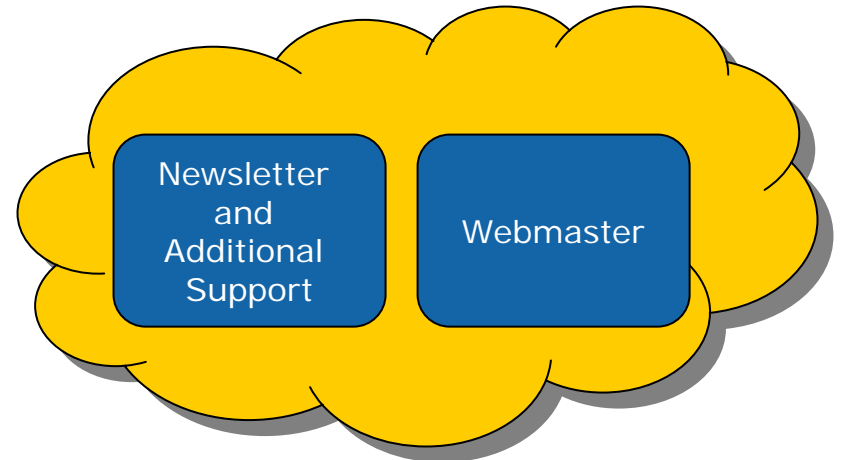 Newsletter
and
Additional
Support
Webmaster